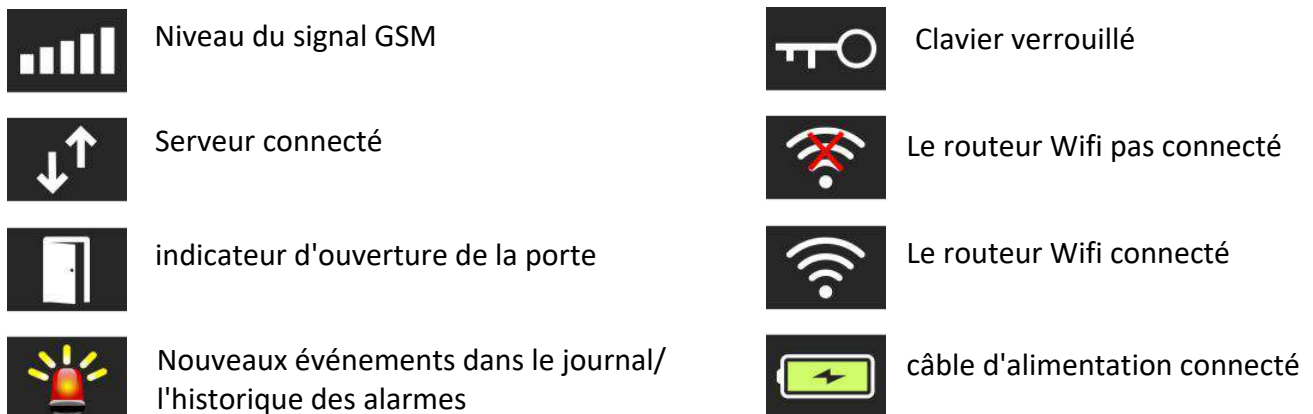 Niveau du signal GSM
Serveur connecté
indicateur d'ouverture de la porte
Nouveaux événements dans le journal/
l'historique des alarmes
Clavier verrouillé
Le routeur Wifi pas connecté
Le routeur Wifi connecté
câble d'alimentation connecté